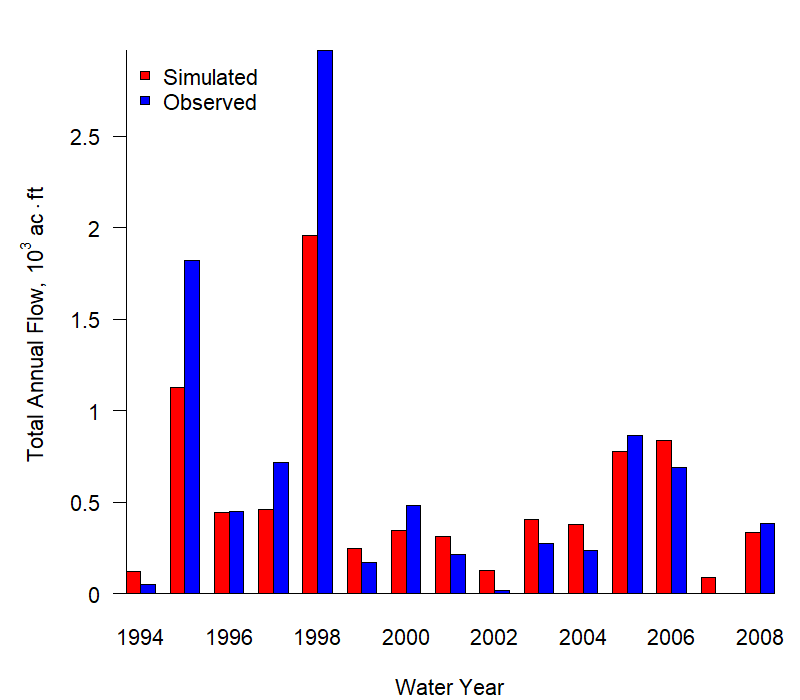 Simulated
Observed
2.5
2
1.5
1
0.5
0
Total Annual Flow, 10³ ac·ft
1994 1996 1998 2000 2002 2004 2006 2008
Water Year